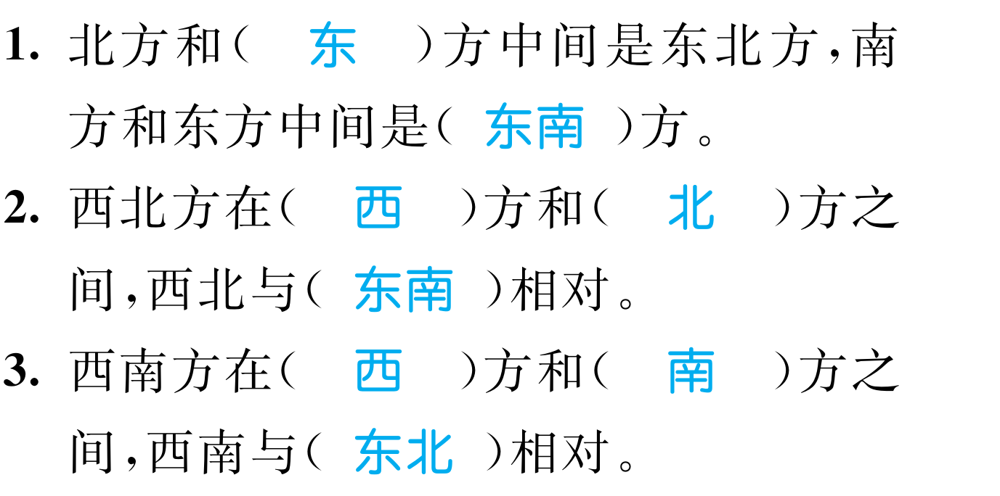 1. 北方和( 东 )方中间是东北方,南
方和东方中间是( 东南 )方。
2. 西北方在( 西 )方和( 北 )方之
间,西北与( 东南 )相对。
3. 西南方在( 西 )方和( 南 )方之
间,西南与( 东北 )相对。